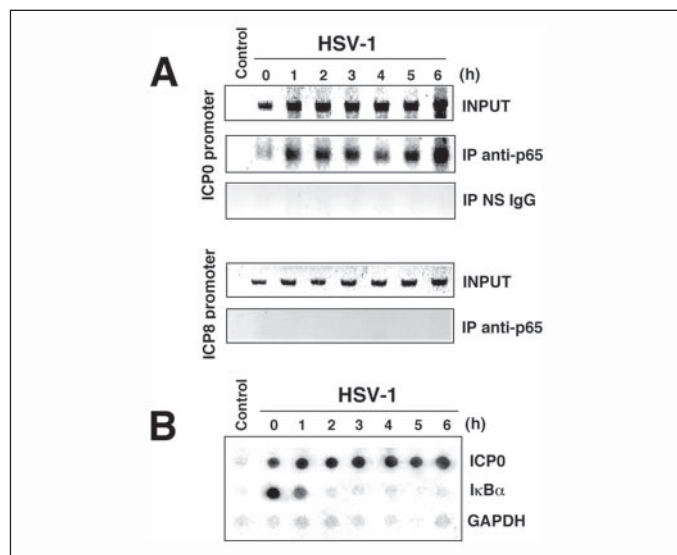 HSV-1
Control
0 1 2 3 4 5 6 (h)
A
ICP0 promoter
INPUT
IP anti-p65
IP NS IgG
ICP8 promoter
INPUT
IP anti-p65
HSV-1
Control
B
0 1 2 3 4 5 6 (h)
ICP0
IκBα
GAPDH